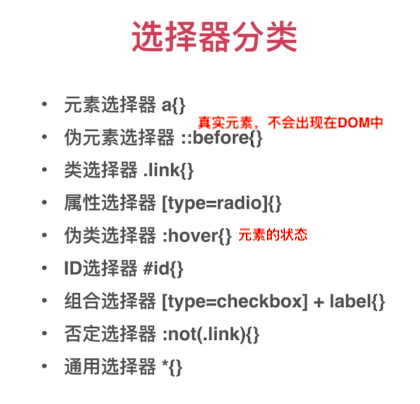 选择器分类
• 元素选择器 a{}
真实元素，不会出现在DOM中
• 伪元素选择器 ::before{}
• 类选择器 .link{}
• 属性选择器 [type=radio]{}
• 伪类选择器 :hover{} 元素的状态
• ID选择器 #id{}
• 组合选择器 [type=checkbox] + label{}
• 否定选择器 :not(.link){}
• 通用选择器 *{}